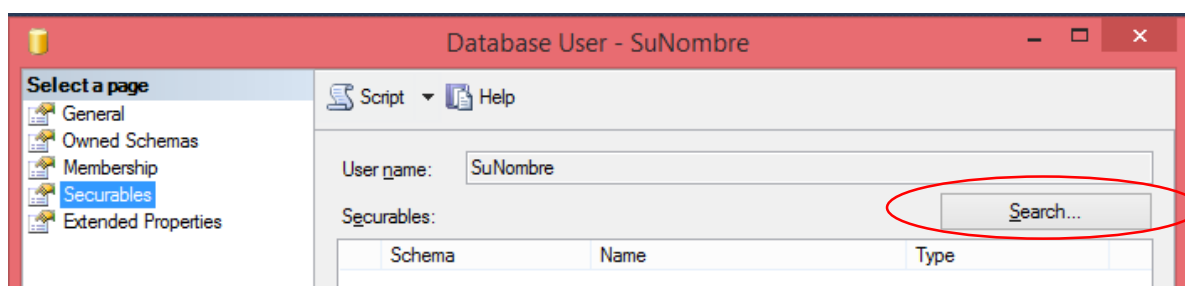 Database User - SuNombre
Select a page
General
Owned Schemas
Membership
Securables
Extended Properties
Script Help
User name: SuNombre
Securables: Search...
Schema Name Type